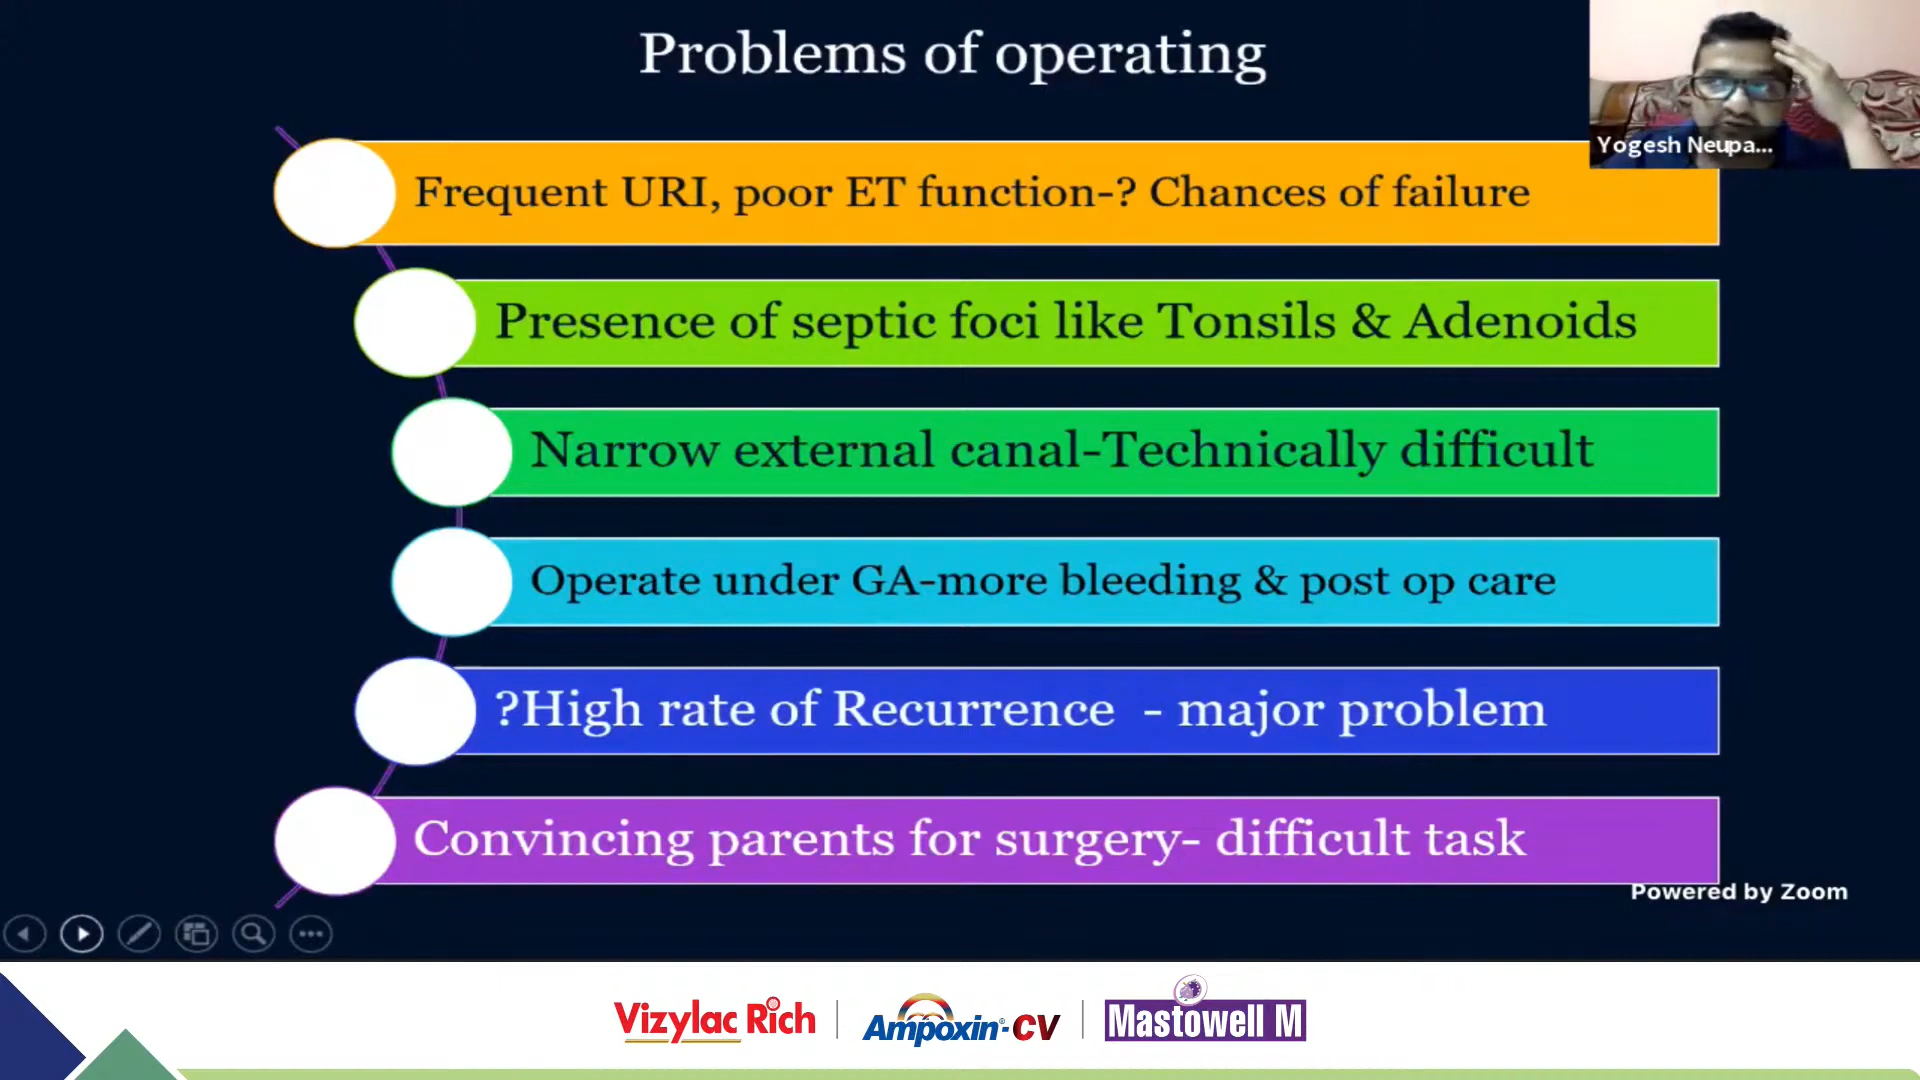 Problems of operating
Yogesh Neupa...
Frequent URI, poor ET function-? Chances of failure
Presence of septic foci like Tonsils & Adenoids
Narrow external canal-Technically difficult
Operate under GA-more bleeding & post op care
?High rate of Recurrence - major problem
Convincing parents for surgery- difficult task
Powered by Zoom
Vizylac Rich
Ampoxin®-CV
Mastowell M